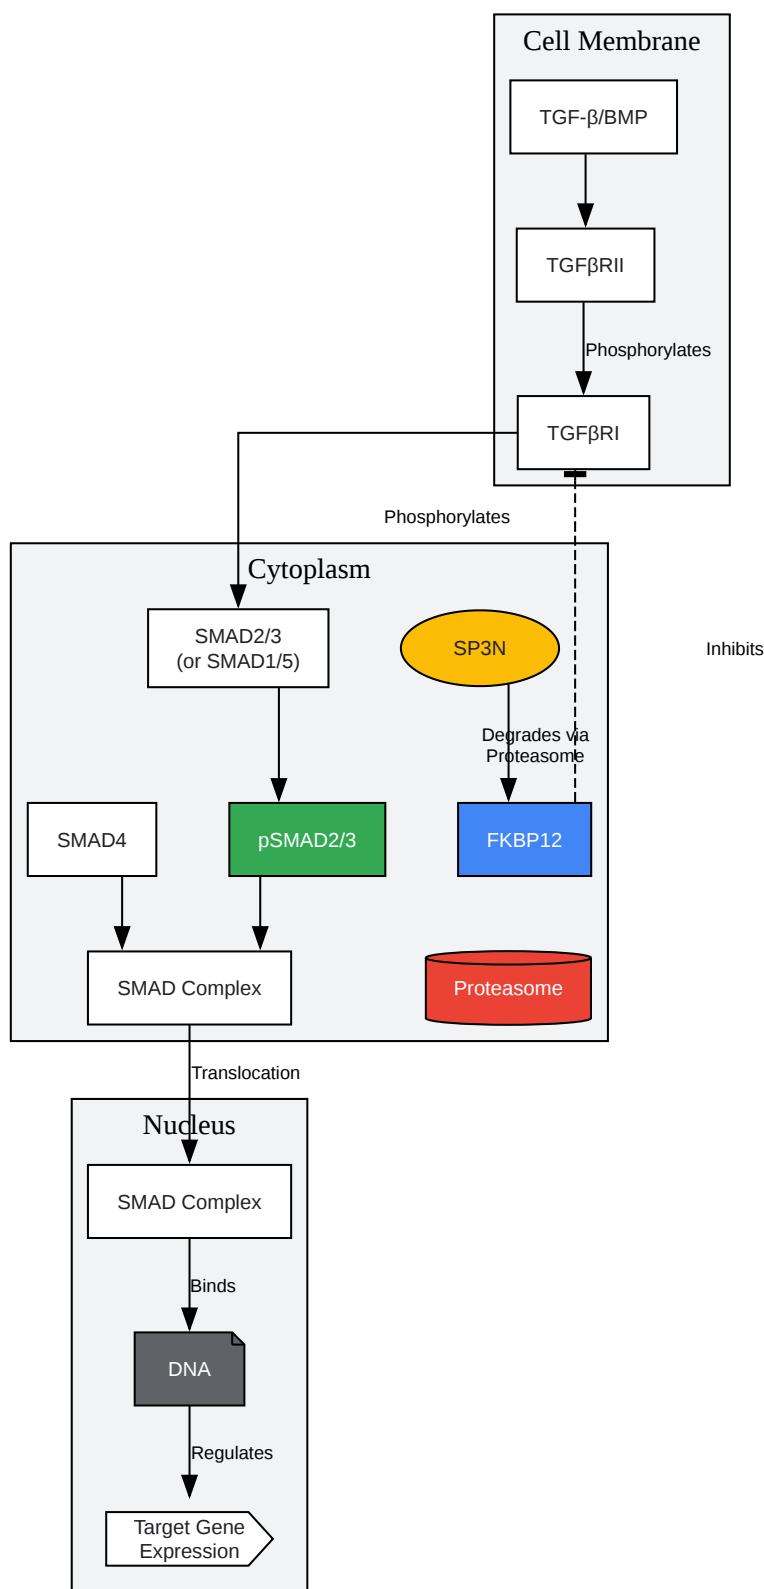 Cell Membrane
TGF-β/BMP
TGFβRII
Phosphorylates
TGFβRI
Phosphorylates
Cytoplasm
SMAD2/3
(or SMAD1/5)
SP3N
Inhibits
Degrades via
Proteasome
SMAD4
pSMAD2/3
FKBP12
SMAD Complex
Proteasome
Translocation
Nucleus
SMAD Complex
Binds
DNA
Regulates
Target Gene
Expression